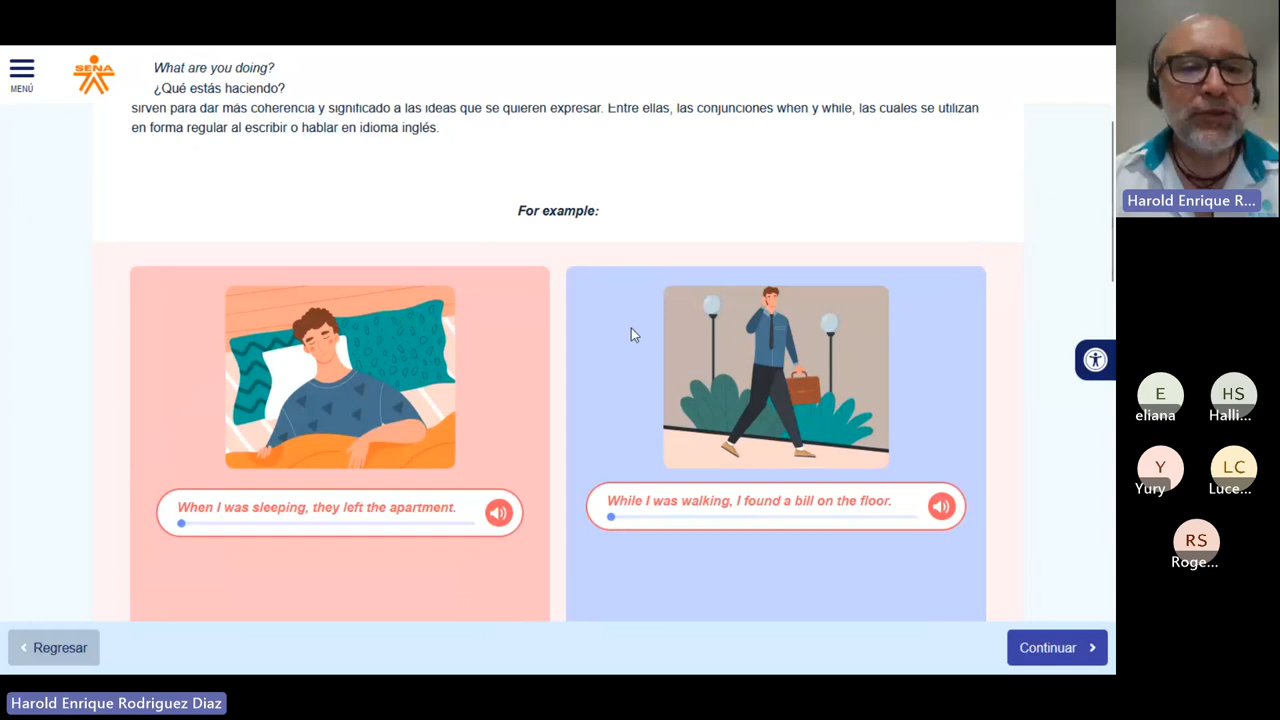 MENÚ
SENA
What are you doing?
¿Qué estás haciendo?
sirven para dar más coherencia y significado a las ideas que se quieren expresar. Entre ellas, las conjunciones when y while, las cuales se utilizan
en forma regular al escribir o hablar en idioma inglés.
For example:
When I was sleeping, they left the apartment.
While I was walking, I found a bill on the floor.
Regresar
Continuar
Harold Enrique Rodriguez Diaz
Harold Enrique R...
E
eliana
HS
Halli...
Y
Yury
LC
Luce...
RS
Roge...